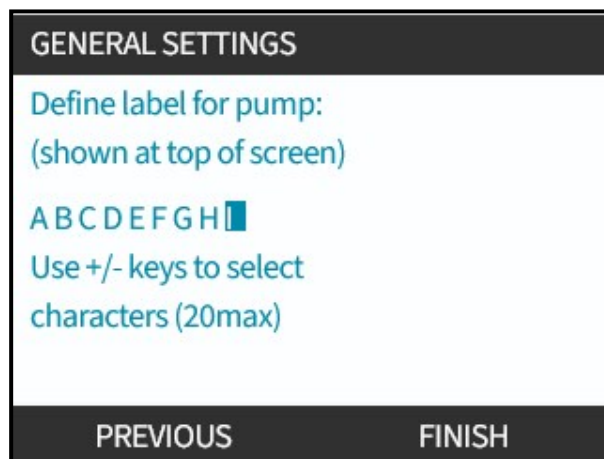 GENERAL SETTINGS
Define label for pump:
(shown at top of screen)
A B C D E F G H I
Use +/- keys to select
characters (20max)
PREVIOUS FINISH